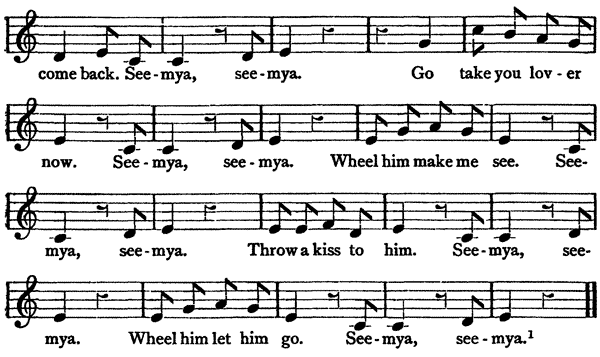 come back. See-mya, see-mya. Go take you lov-er
now. See-mya, see-mya. Wheel him make me see. See-
mya, see-mya. Throw a kiss to him. See-mya, see-
mya. Wheel him let him go. See-mya, see-mya.¹